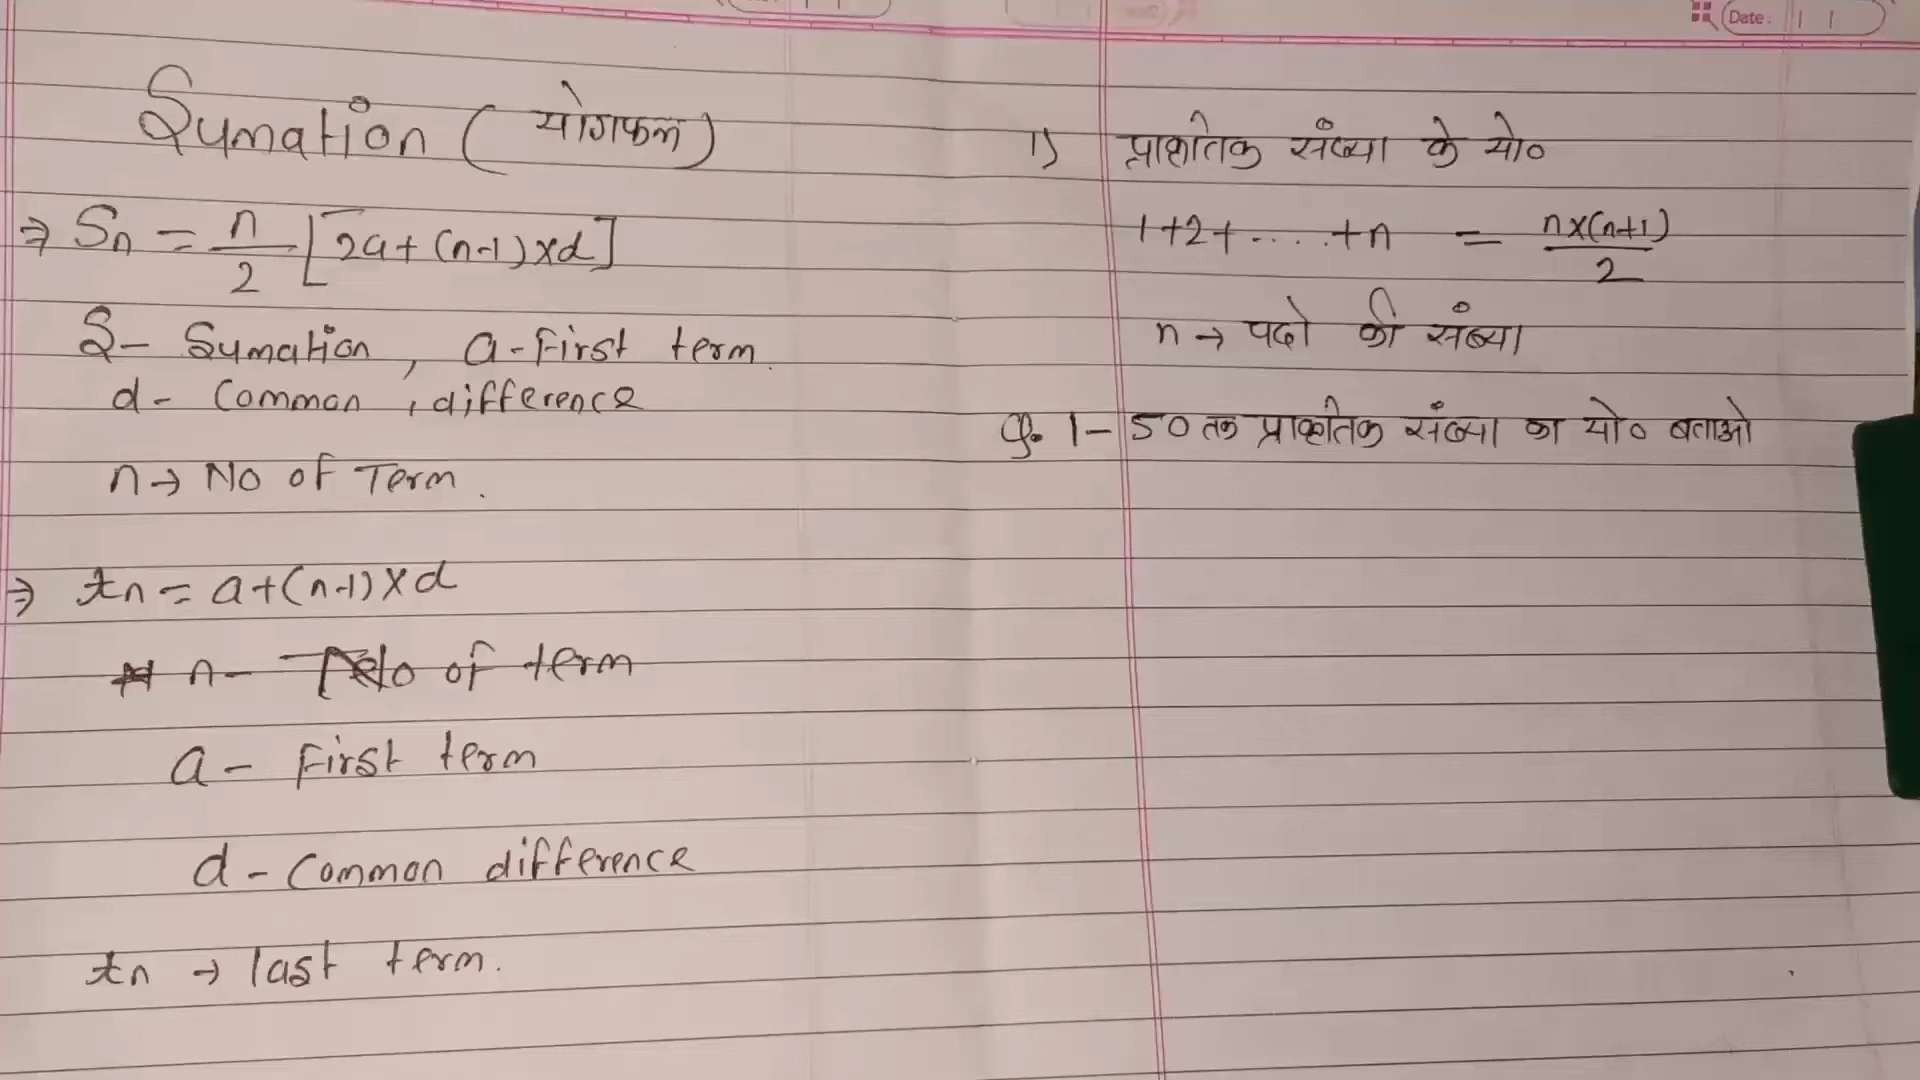 Sumation (योगफल)
⇒ Sn = n/2 [2a + (n-1)×d]
S- Sumation, a-First term.
d- Common, difference
n → No of Term.
⇒ tn = a+(n-1)×d
n- No of term
a - First term
d - Common difference
tn → last term.
Date:
1) प्राकृतिक संख्या के यो०
1+2+.....+n = n×(n+1)/2
n → पदो की संख्या
Q. 1-50 तक प्राकृतिक संख्या का यो० बताओ